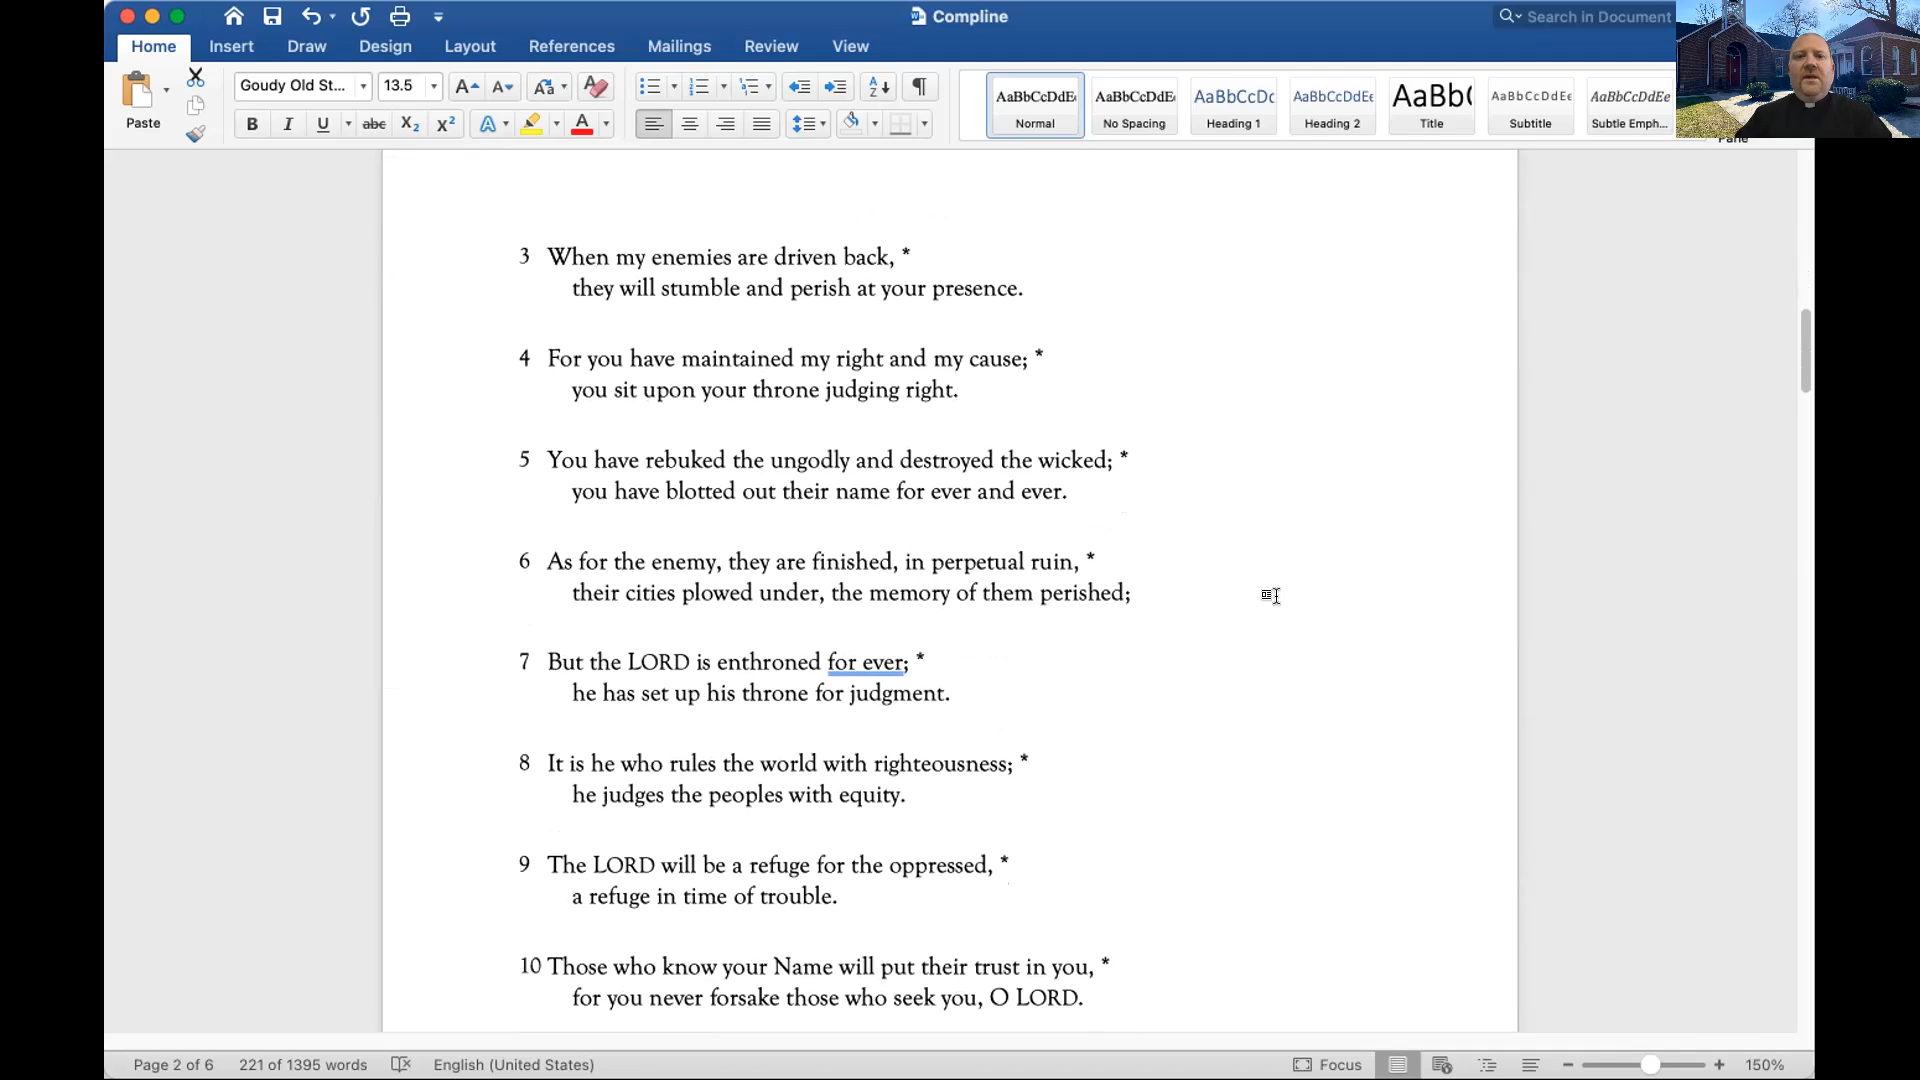 Compline
Search in Document
Home Insert Draw Design Layout References Mailings Review View
Paste
Goudy Old St... 13.5
AaBbCcDdE AaBbCcDdE AaBbCcDc AaBbCcDdE AaBb( AaBbCcDdE AaBbCcDdEe
Normal No Spacing Heading 1 Heading 2 Title Subtitle Subtle Emph...
Pane
3 When my enemies are driven back, *
they will stumble and perish at your presence.
4 For you have maintained my right and my cause; *
you sit upon your throne judging right.
5 You have rebuked the ungodly and destroyed the wicked; *
you have blotted out their name for ever and ever.
6 As for the enemy, they are finished, in perpetual ruin, *
their cities plowed under, the memory of them perished;
7 But the LORD is enthroned for ever; *
he has set up his throne for judgment.
8 It is he who rules the world with righteousness; *
he judges the peoples with equity.
9 The LORD will be a refuge for the oppressed, *
a refuge in time of trouble.
10 Those who know your Name will put their trust in you, *
for you never forsake those who seek you, O LORD.
Page 2 of 6 221 of 1395 words English (United States) Focus 150%